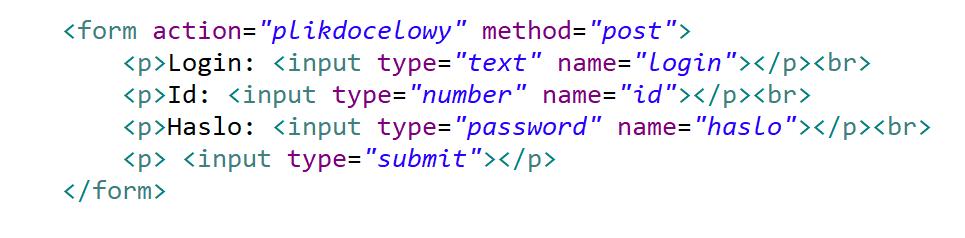 <form action="plikdocelowy" method="post">
<p>Login: <input type="text" name="login"></p><br>
<p>Id: <input type="number" name="id"></p><br>
<p>Haslo: <input type="password" name="haslo"></p><br>
<p> <input type="submit"></p>
</form>